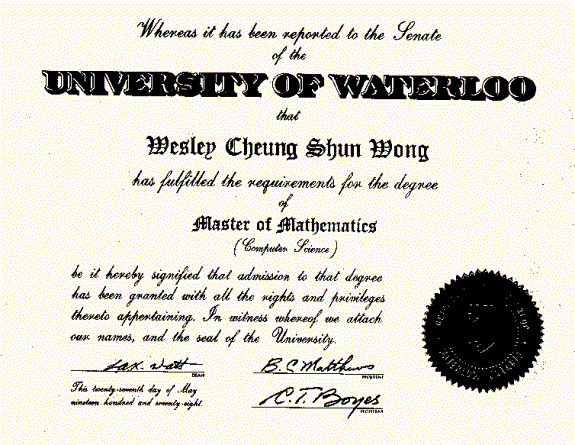 Whereas it has been reported to the Senate
of the
UNIVERSITY OF WATERLOO
that
Wesley Cheung Shun Wong
has fulfilled the requirements for the degree
of
Master of Mathematics
(Computer Science)
be it hereby signified that admission to that degree
has been granted with all the rights and privileges
thereto appertaining. In witness whereof we attach
our names, and the seal of the University.
B. C. Matthews
DEAN
PRESIDENT
This twenty-seventh day of May
nineteen hundred and seventy-eight.
C. T. Boyes
REGISTRAR